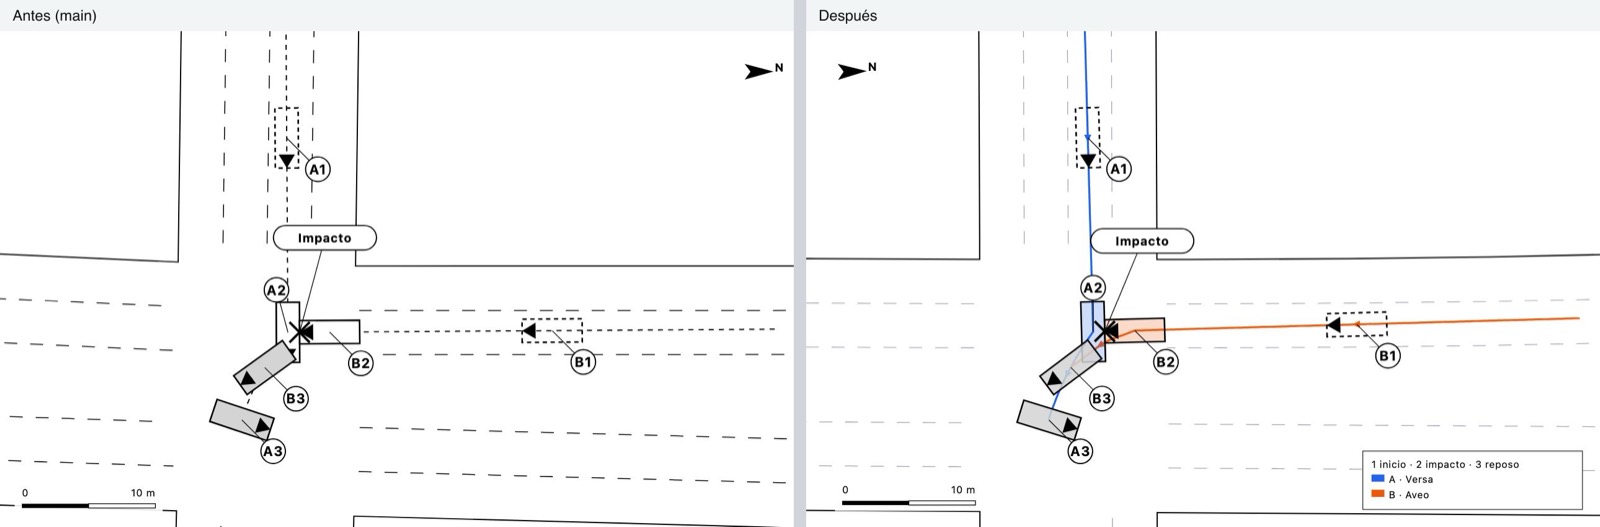 Antes (main)
N
A1
Impacto
A2
B2
B1
B3
A3
0
10 m
Después
N
A1
Impacto
A2
B2
B1
B3
A3
0
10 m
1 inicio · 2 impacto · 3 reposo
A · Versa
B · Aveo